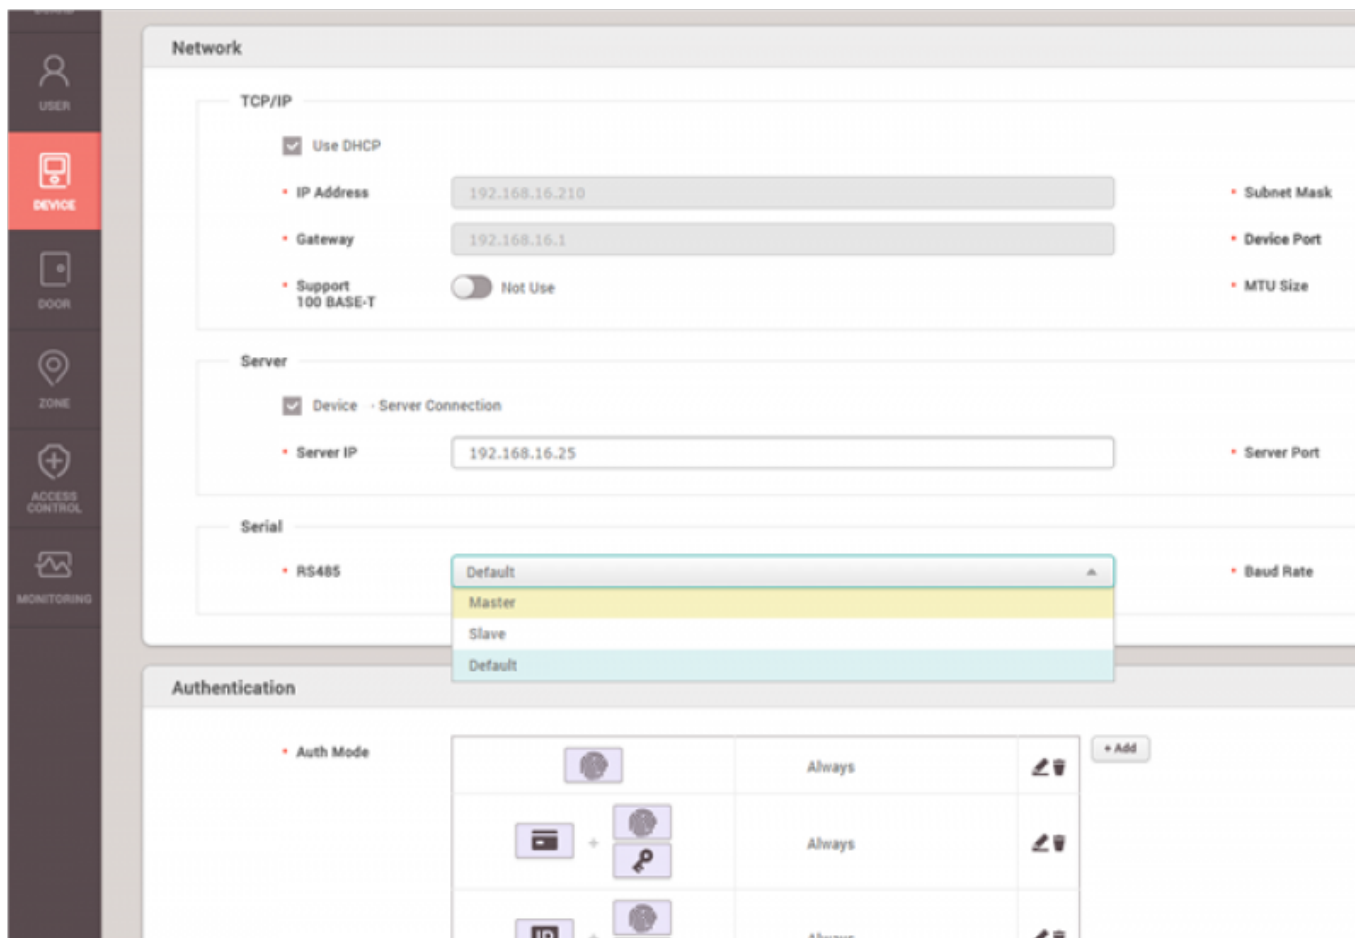 Network
USER
TCP/IP
Use DHCP
IP Address 192.168.16.210 Subnet Mask
DEVICE
Gateway 192.168.16.1 Device Port
Support
100 BASE-T
Not Use
MTU Size
DOOR
Server
ZONE
Device → Server Connection
Server IP 192.168.16.25 Server Port
ACCESS
CONTROL
Serial
RS485 Default Baud Rate
MONITORING
Master
Slave
Default
Authentication
Auth Mode
+ Add
Always
+ Always
+ ID Always